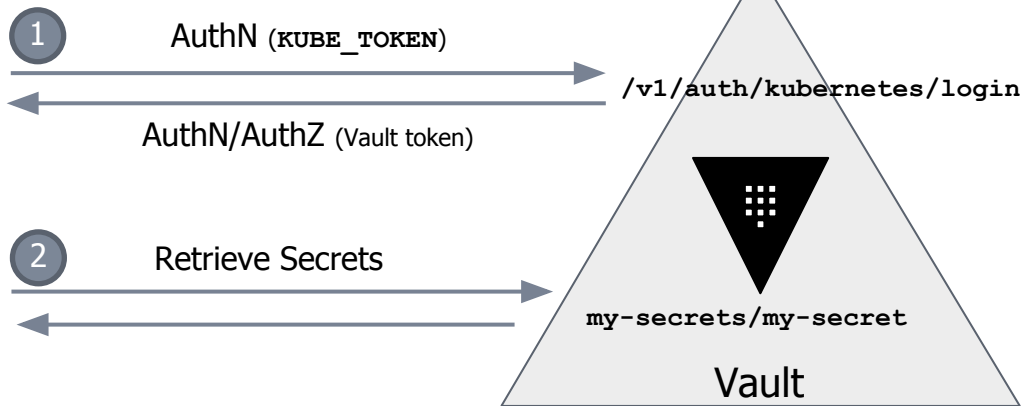 1
AuthN (KUBE_TOKEN)
/v1/auth/kubernetes/login
AuthN/AuthZ (Vault token)
2
Retrieve Secrets
my-secrets/my-secret
Vault